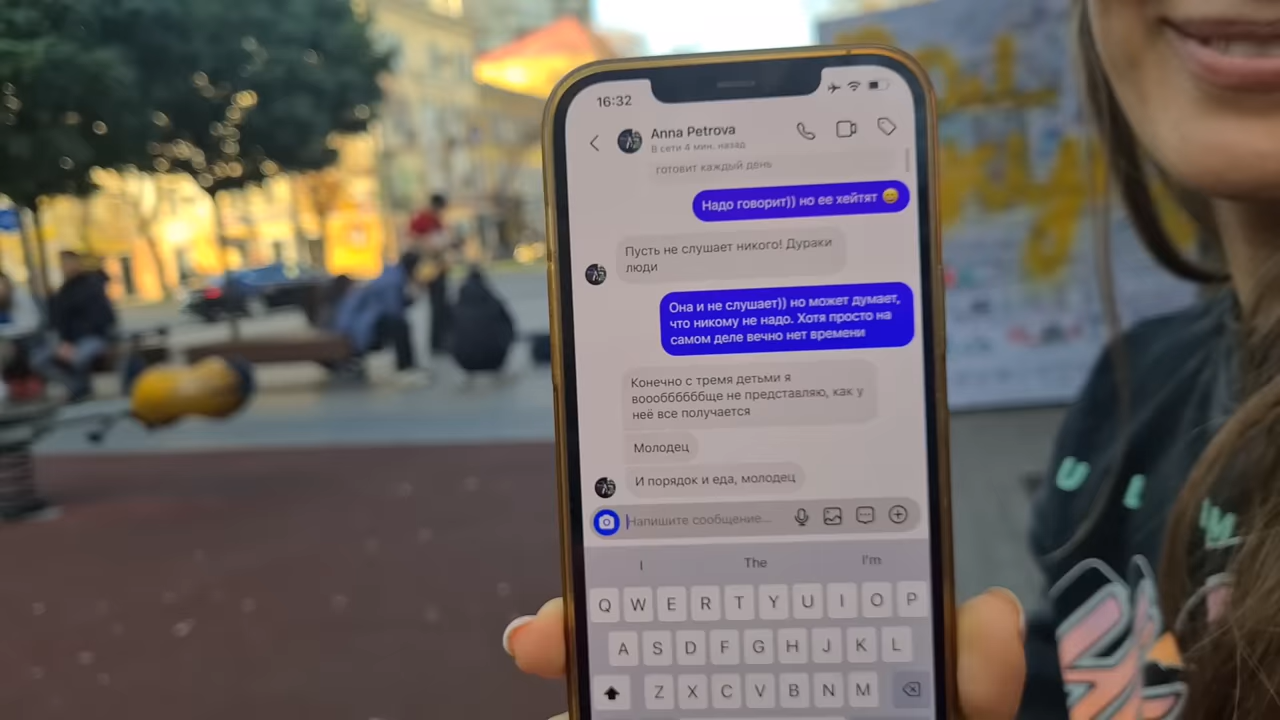 16:32
Anna Petrova
В сети 4 мин. назад
готовит каждый день
Надо говорит)) но ее хейтят
Пусть не слушает никого! Дураки
люди
Она и не слушает)) но может думает,
что никому не надо. Хотя просто на
самом деле вечно нет времени
Конечно с тремя детьми я
вооообббббще не представляю, как у
неё все получается
Молодец
И порядок и еда, молодец
Напишите сообщение...
I The I'm
Q W E R T Y U I O P
A S D F G H J K L
Z X C V B N M